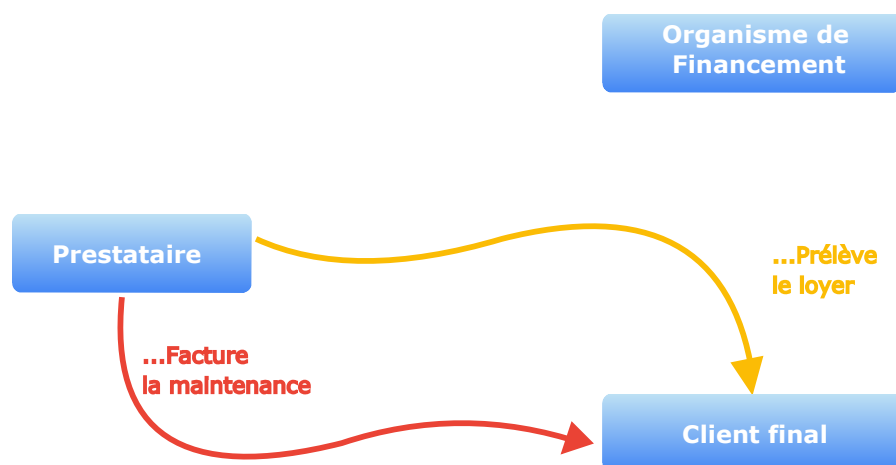 Organisme de
Financement
Prestataire
...Prélève
le loyer
...Facture
la maintenance
Client final